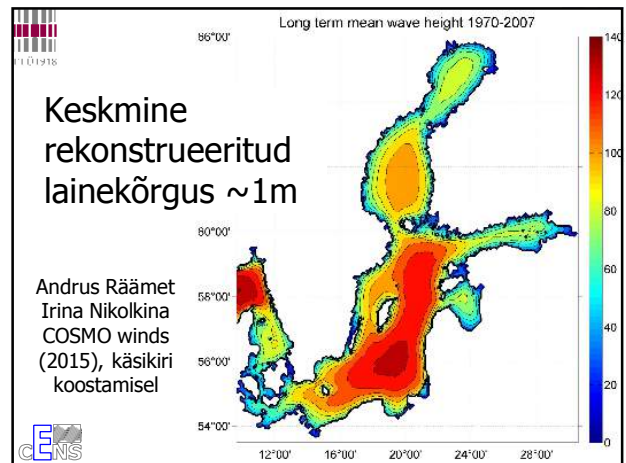 Long term mean wave height 1970-2007
1918
Keskmine
rekonstrueeritud
lainekõrgus ~1m
Andrus Räämet
Irina Nikolkina
COSMO winds
(2015), käsikiri
koostamisel
CENS
66°00'
60°00'
58°00'
56°00'
54°00'
12°00'
16°00'
20°00'
24°00'
28°00'
140
120
100
80
60
40
20
0